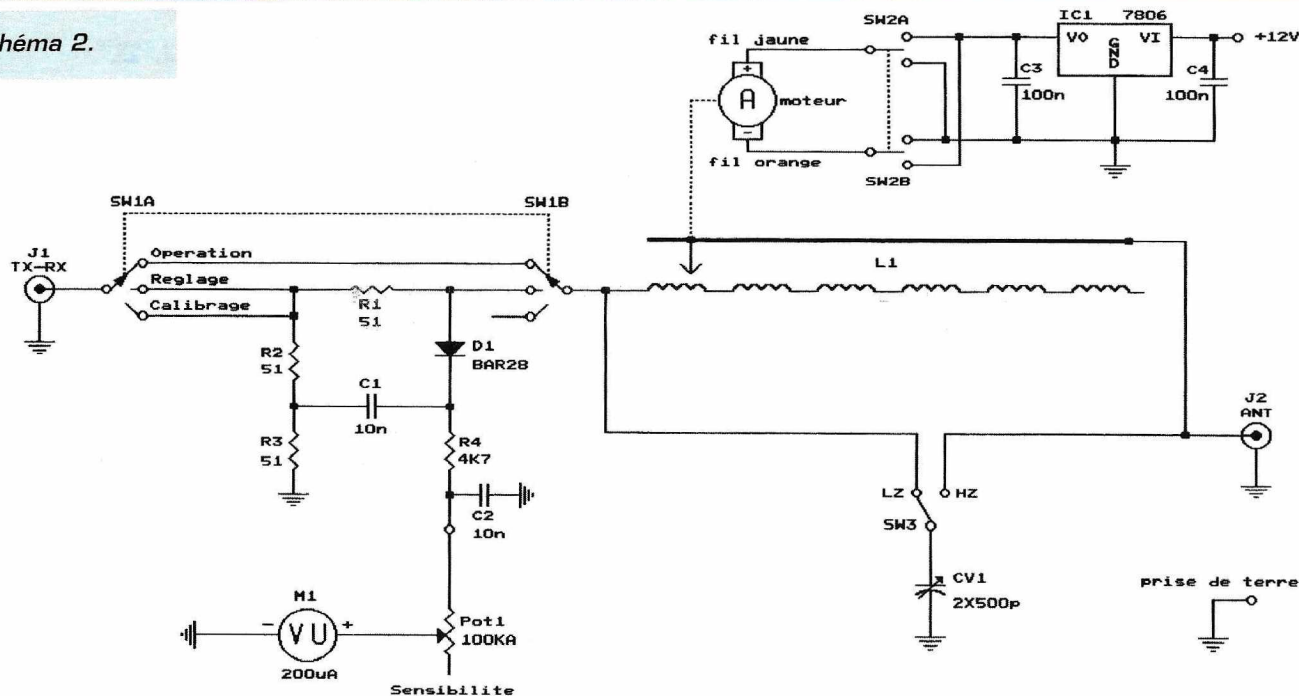 héma 2.
SW2A
IC1 7806
fil jaune
VO
GND
VI
+12V
C3
100n
C4
100n
+
A
moteur
-
fil orange
SW2B
SW1A
SW1B
J1
TX-RX
Operation
Reglage
Calibrage
R1
51
L1
R2
51
D1
BAR28
C1
10n
R3
51
R4
4K7
J2
ANT
C2
10n
LZ
HZ
SW3
CV1
2X500p
prise de terre
M1
- VU +
200uA
Pot1
100KA
Sensibilite